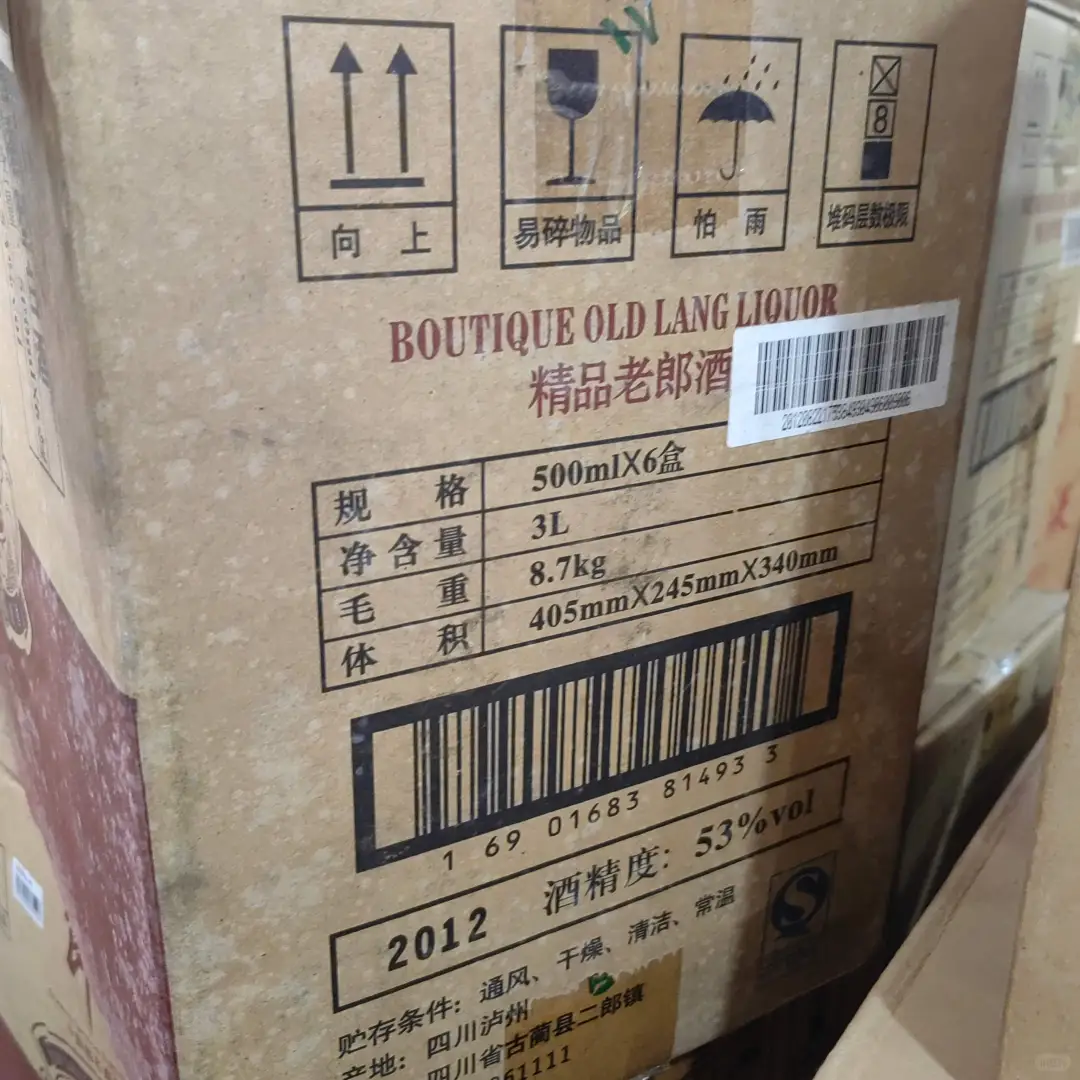 8
向 上
易碎物品
怕 雨
堆码层数极限
BOUTIQUE OLD LANG LIQUOR
精品老郎酒
规 格 500mlX6盒
净含量 3L
毛 重 8.7kg
体 积 405mmX245mmX340mm
1 69 01683 81493 3
2012 酒精度: 53%vol
贮存条件: 通风、干燥、清洁、常温
产地: 四川泸州
四川省古蔺县二郎镇